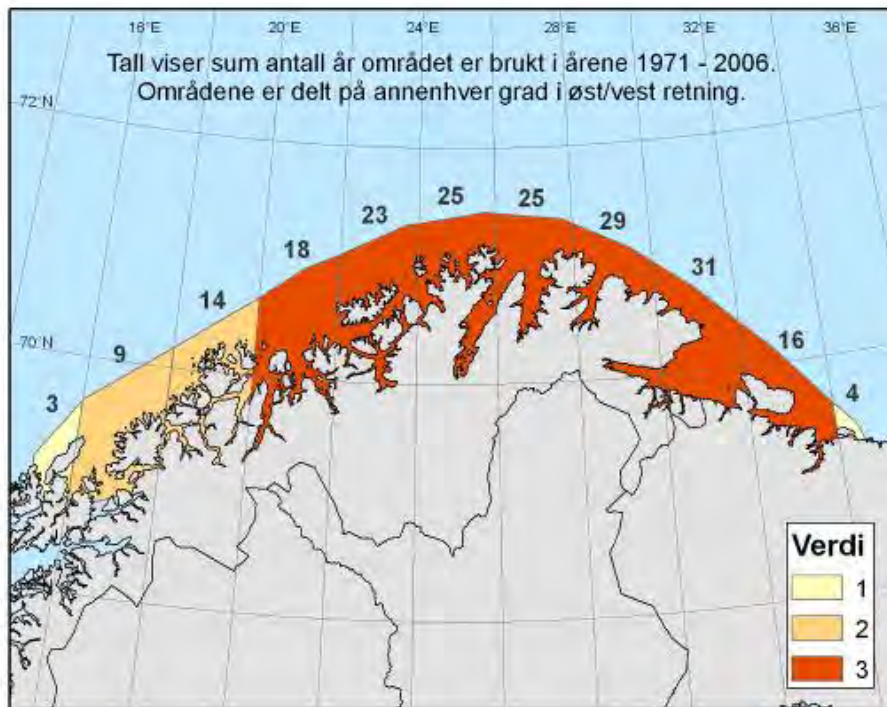 16°E 20°E 24°E 28°E 32°E 36°E
Tall viser sum antall år området er brukt i årene 1971 - 2006.
Områdene er delt på annenhver grad i øst/vest retning.
72°N
25 25
23 29
18
31
14
16
70°N
9
3 4
Verdi
1
2
3